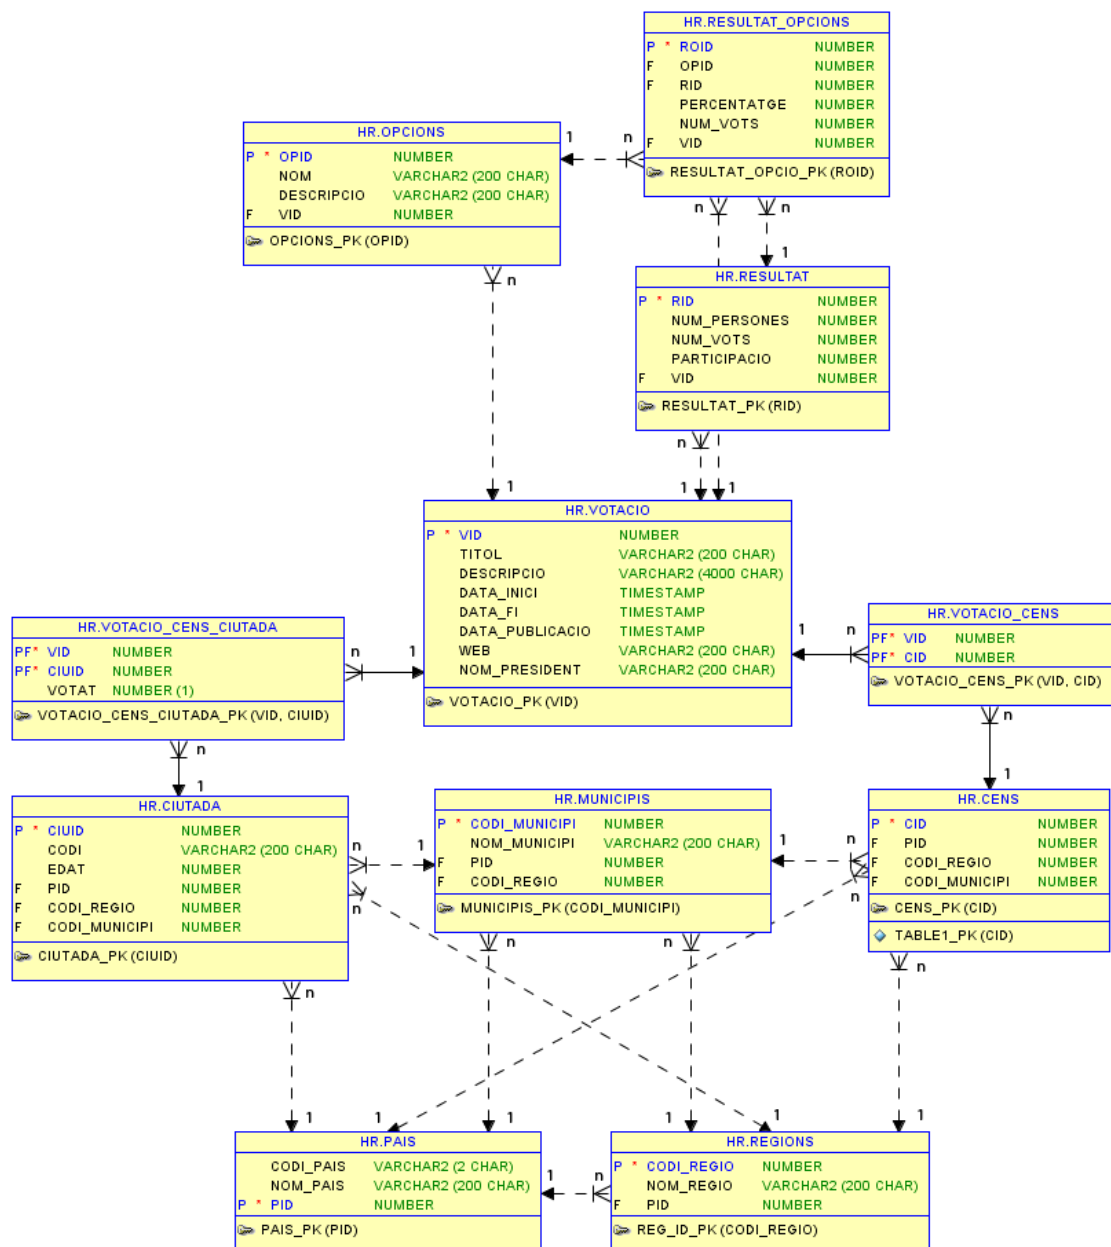 HR.RESULTAT_OPCIONS
P * ROID NUMBER
F OPID NUMBER
F RID NUMBER
PERCENTATGE NUMBER
NUM_VOTS NUMBER
F VID NUMBER
RESULTAT_OPCIO_PK (ROID)
HR.OPCIONS
P * OPID NUMBER
NOM VARCHAR2 (200 CHAR)
DESCRIPCIO VARCHAR2 (200 CHAR)
F VID NUMBER
OPCIONS_PK (OPID)
1 n
n n
1
n
HR.RESULTAT
P * RID NUMBER
NUM_PERSONES NUMBER
NUM_VOTS NUMBER
PARTICIPACIO NUMBER
F VID NUMBER
RESULTAT_PK (RID)
n
1 1 1
HR.VOTACIO
P * VID NUMBER
TITOL VARCHAR2 (200 CHAR)
DESCRIPCIO VARCHAR2 (4000 CHAR)
DATA_INICI TIMESTAMP
DATA_FI TIMESTAMP
DATA_PUBLICACIO TIMESTAMP
WEB VARCHAR2 (200 CHAR)
NOM_PRESIDENT VARCHAR2 (200 CHAR)
VOTACIO_PK (VID)
HR.VOTACIO_CENS_CIUTADA
PF* VID NUMBER
PF* CIUID NUMBER
VOTAT NUMBER (1)
VOTACIO_CENS_CIUTADA_PK (VID, CIUID)
n 1
1 n
HR.VOTACIO_CENS
PF* VID NUMBER
PF* CID NUMBER
VOTACIO_CENS_PK (VID, CID)
n n
1 1
HR.CIUTADA
P * CIUID NUMBER
CODI VARCHAR2 (200 CHAR)
EDAT NUMBER
F PID NUMBER
F CODI_REGIO NUMBER
F CODI_MUNICIPI NUMBER
CIUTADA_PK (CIUID)
n 1
n
HR.MUNICIPIS
P * CODI_MUNICIPI NUMBER
NOM_MUNICIPI VARCHAR2 (200 CHAR)
F PID NUMBER
F CODI_REGIO NUMBER
MUNICIPIS_PK (CODI_MUNICIPI)
1 n
n
HR.CENS
P * CID NUMBER
F PID NUMBER
F CODI_REGIO NUMBER
F CODI_MUNICIPI NUMBER
CENS_PK (CID)
TABLE1_PK (CID)
n n n n
1 1 1 1 1 1
HR.PAIS
CODI_PAIS VARCHAR2 (2 CHAR)
NOM_PAIS VARCHAR2 (200 CHAR)
P * PID NUMBER
PAIS_PK (PID)
1 n
HR.REGIONS
P * CODI_REGIO NUMBER
NOM_REGIO VARCHAR2 (200 CHAR)
F PID NUMBER
REG_ID_PK (CODI_REGIO)